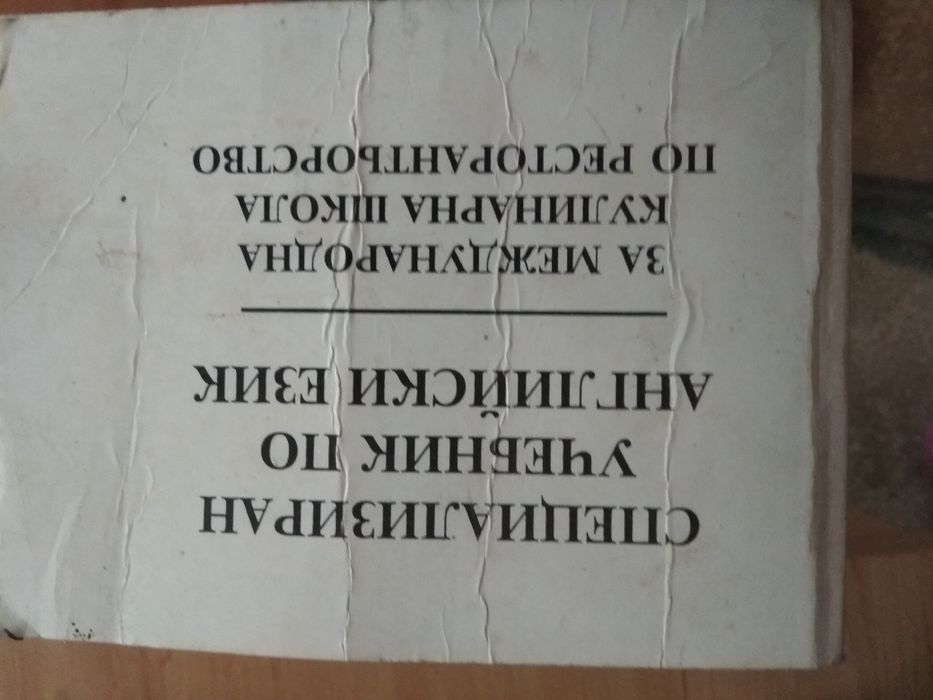 СПЕЦИАЛИЗИРАН
УЧЕБНИК ПО
АНГЛИЙСКИ ЕЗИК
ЗА МЕЖДУНАРОДНА
КУЛИНАРНА ШКОЛА
ПО РЕСТОРАНТЬОРСТВО